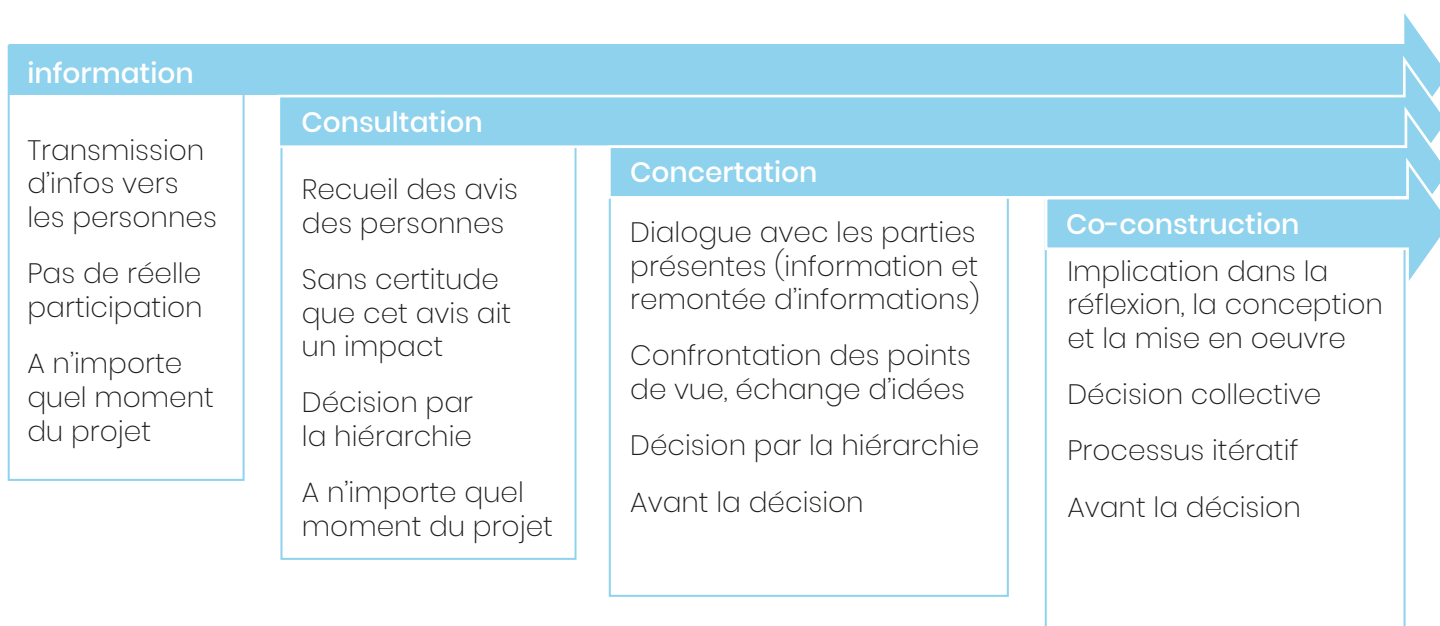 information
Transmission
d'infos vers
les personnes
Pas de réelle
participation
A n'importe
quel moment
du projet
Consultation
Recueil des avis
des personnes
Sans certitude
que cet avis ait
un impact
Décision par
la hiérarchie
A n'importe quel
moment du projet
Concertation
Dialogue avec les parties
présentes (information et
remontée d'informations)
Confrontation des points
de vue, échange d'idées
Décision par la hiérarchie
Avant la décision
Co-construction
Implication dans la
réflexion, la conception
et la mise en oeuvre
Décision collective
Processus itératif
Avant la décision